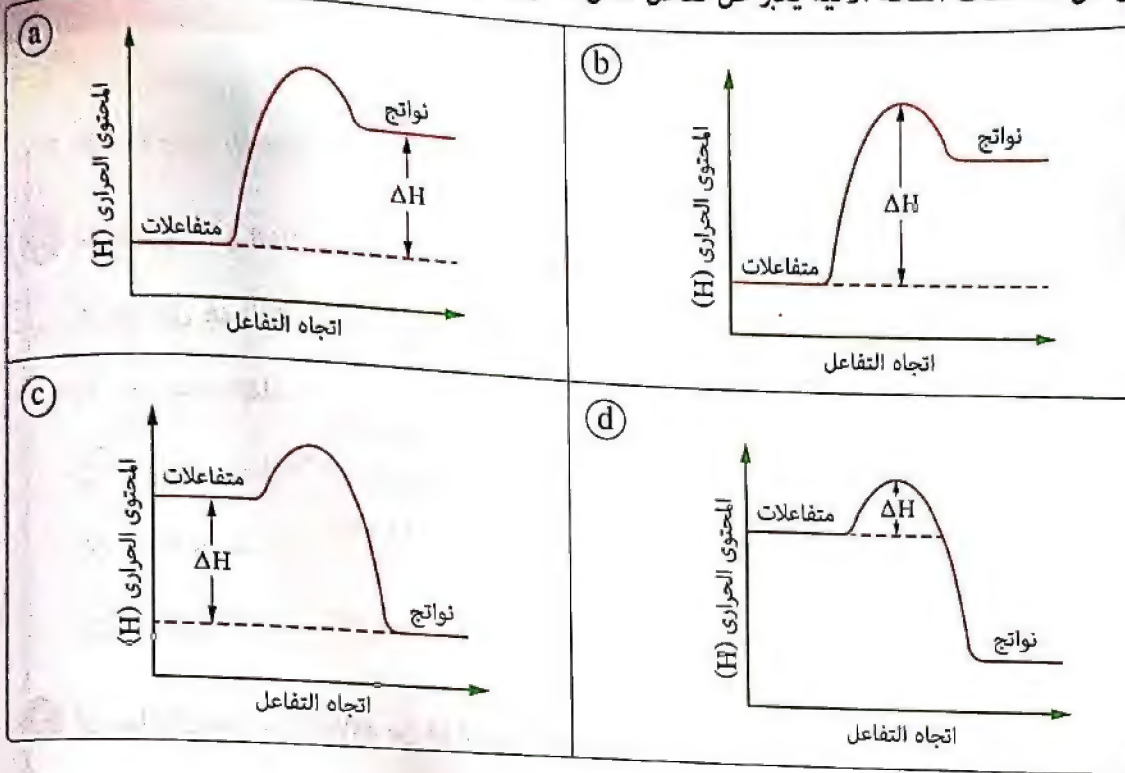 a
المحتوى الحرارى (H)
متفاعلات
نواتج
ΔH
اتجاه التفاعل
b
المحتوى الحرارى (H)
متفاعلات
نواتج
ΔH
اتجاه التفاعل
c
المحتوى الحرارى (H)
متفاعلات
نواتج
ΔH
اتجاه التفاعل
d
المحتوى الحرارى (H)
متفاعلات
نواتج
ΔH
اتجاه التفاعل